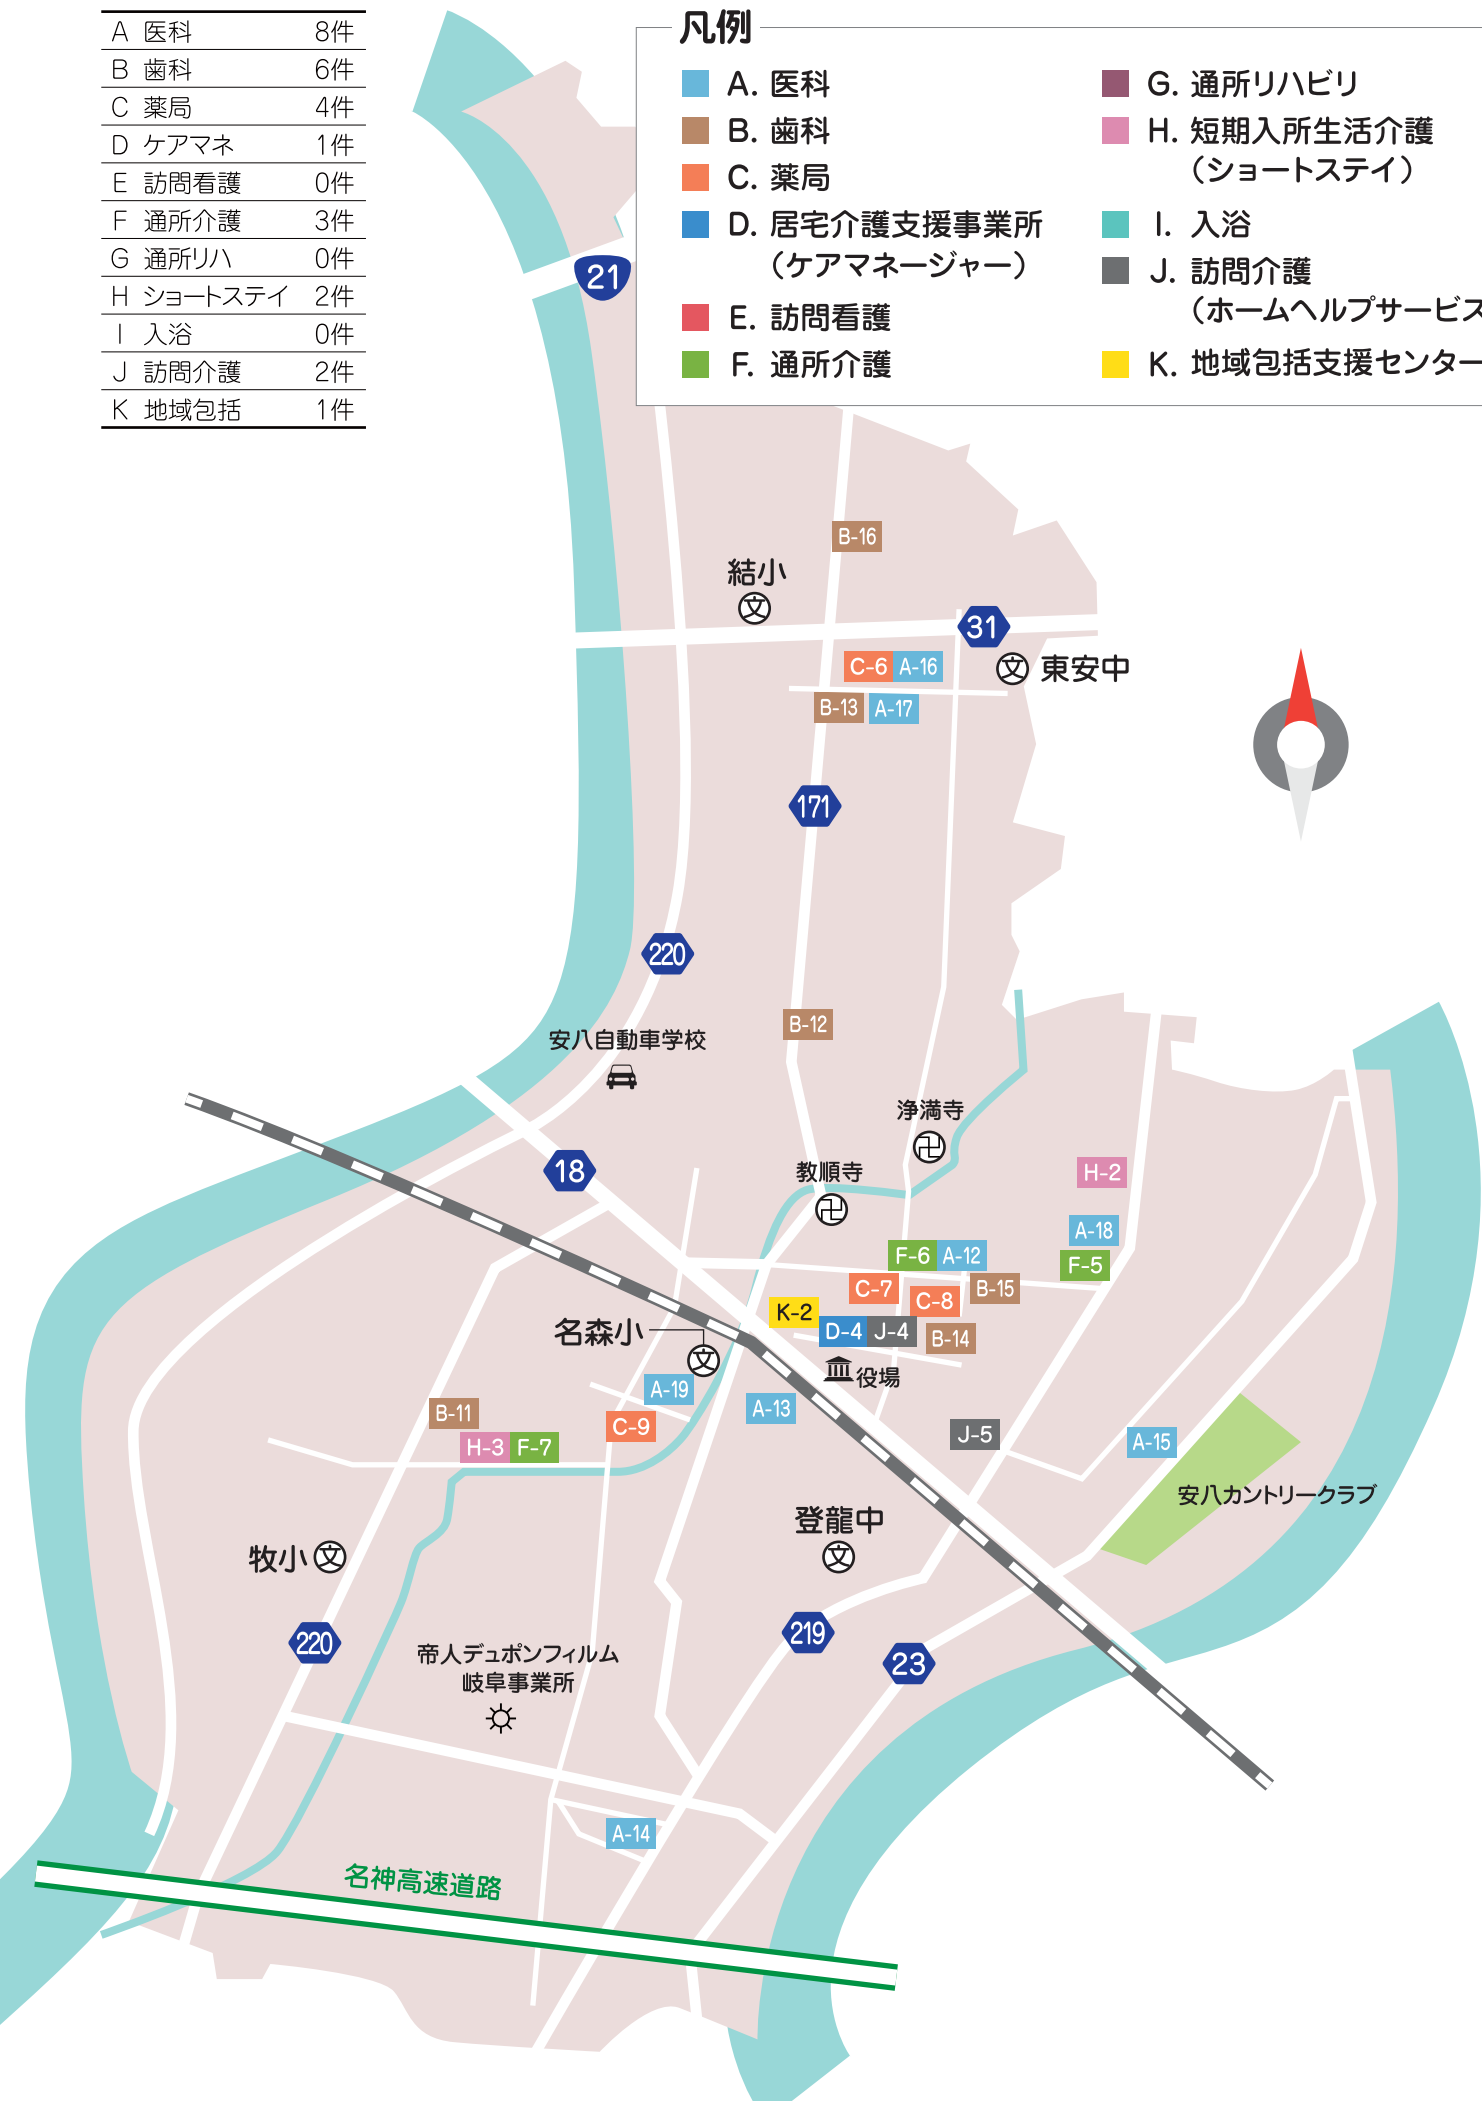 A 医科 8件
B 歯科 6件
C 薬局 4件
D ケアマネ 1件
E 訪問看護 0件
F 通所介護 3件
G 通所リハ 0件
H ショートステイ 2件
I 入浴 0件
J 訪問介護 2件
K 地域包括 1件
凡例
A. 医科
B. 歯科
C. 薬局
D. 居宅介護支援事業所
（ケアマネージャー）
E. 訪問看護
F. 通所介護
G. 通所リハビリ
H. 短期入所生活介護
（ショートステイ）
I. 入浴
J. 訪問介護
（ホームヘルプサービス
K. 地域包括支援センター
21
B-16
結小
文
31
文 東安中
C-6 A-16
B-13 A-17
171
220
B-12
安八自動車学校
浄満寺
卍
18
教順寺
卍
H-2
A-18
F-6 A-12
F-5
C-7
B-15
C-8
K-2
名森小
D-4 J-4
B-14
文
役場
A-19
A-13
B-11
C-9
J-5
H-3 F-7
A-15
安八カントリークラブ
登龍中
文
牧小 文
219
220
帝人デュポンフィルム
岐阜事業所
23
A-14
名神高速道路